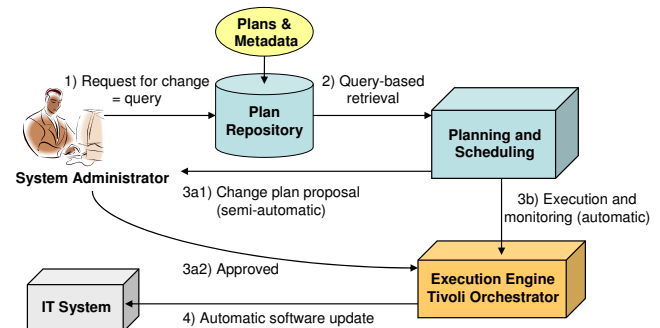 Plans &
Metadata
1) Request for change
= query
2) Query-based
retrieval
Plan
Repository
Planning and
Scheduling
System Administrator
3a1) Change plan proposal
(semi-automatic)
3b) Execution and
monitoring (automatic)
3a2) Approved
Execution Engine
Tivoli Orchestrator
IT System
4) Automatic software update